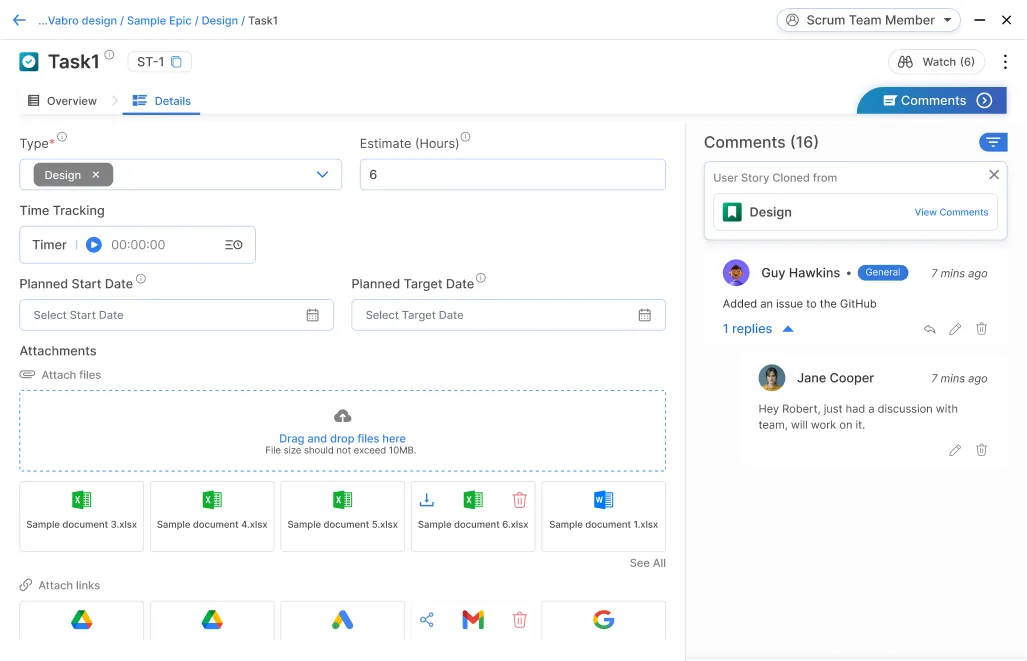 ...Vabro design / Sample Epic / Design / Task1
Scrum Team Member
Task1
ST-1
Watch (6)
Overview
Details
Comments
Type*
Estimate (Hours)
Design
6
Time Tracking
Timer
00:00:00
Planned Start Date
Planned Target Date
Select Start Date
Select Target Date
Attachments
Attach files
Drag and drop files here
File size should not exceed 10MB.
Sample document 3.xlsx
Sample document 4.xlsx
Sample document 5.xlsx
Sample document 6.xlsx
Sample document 1.xlsx
See All
Attach links
Comments (16)
User Story Cloned from
Design
View Comments
Guy Hawkins • General
7 mins ago
Added an issue to the GitHub
1 replies
Jane Cooper
7 mins ago
Hey Robert, just had a discussion with
team, will work on it.